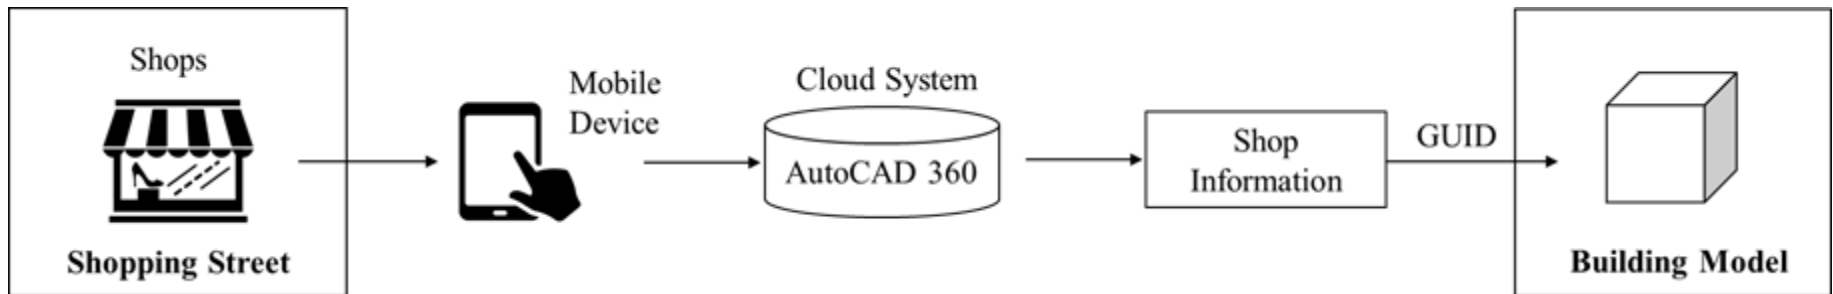 Shops
Shopping Street
Mobile
Device
Cloud System
AutoCAD 360
Shop
Information
GUID
Building Model